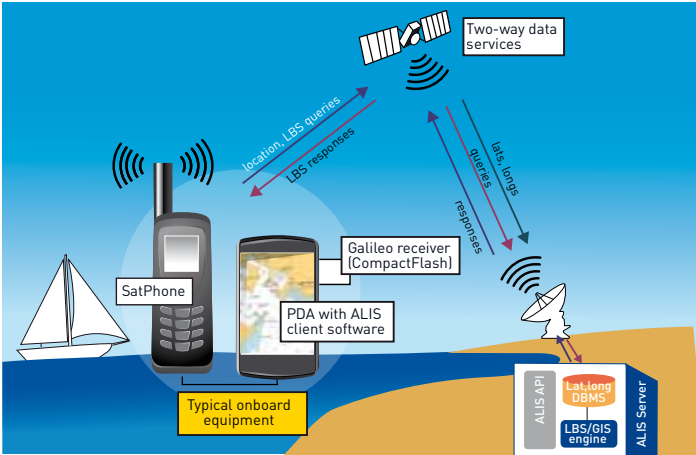 Two-way data
services
location, LBS queries
LBS responses
lats, longs
queries
responses
Galileo receiver
(CompactFlash)
SatPhone
PDA with ALIS
client software
Typical onboard
equipment
ALIS API
Lat,long
DBMS
LBS/GIS
engine
ALIS Server